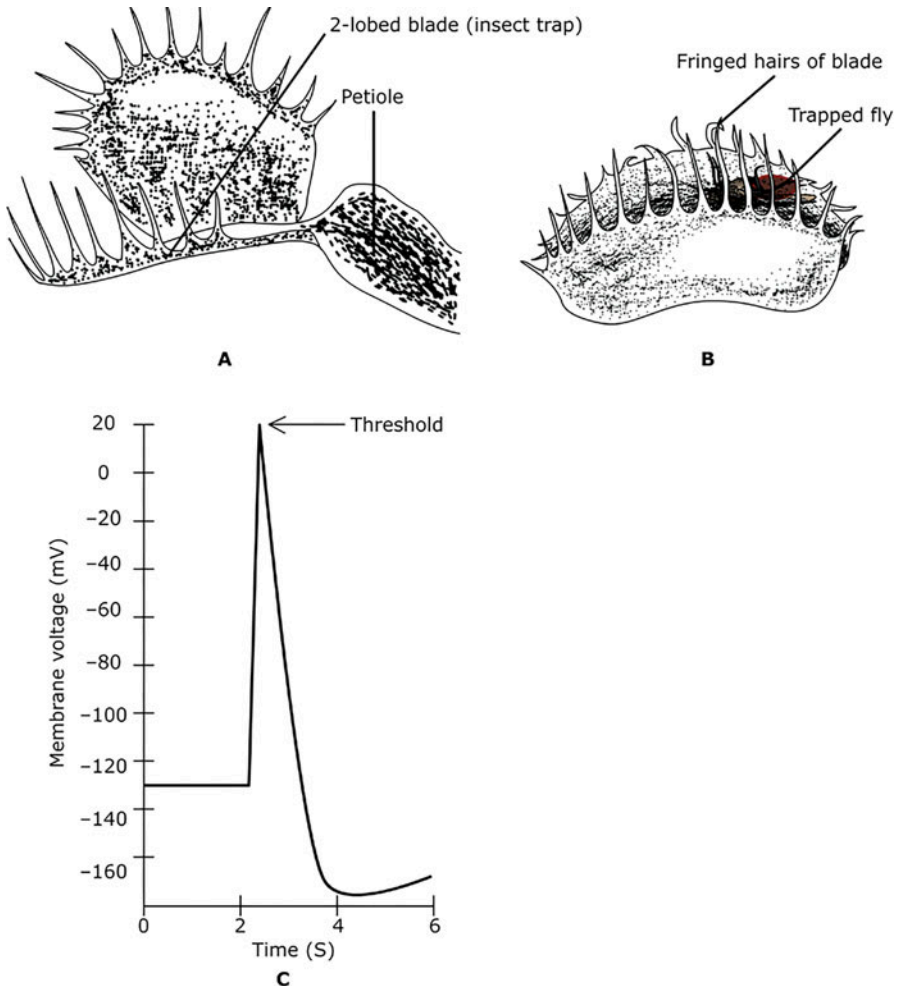 2-lobed blade (insect trap)
Petiole
A
Fringed hairs of blade
Trapped fly
B
20
Threshold
0
–20
–40
–60
–80
–100
–120
–140
–160
Membrane voltage (mV)
0 2 4 6
Time (S)
C